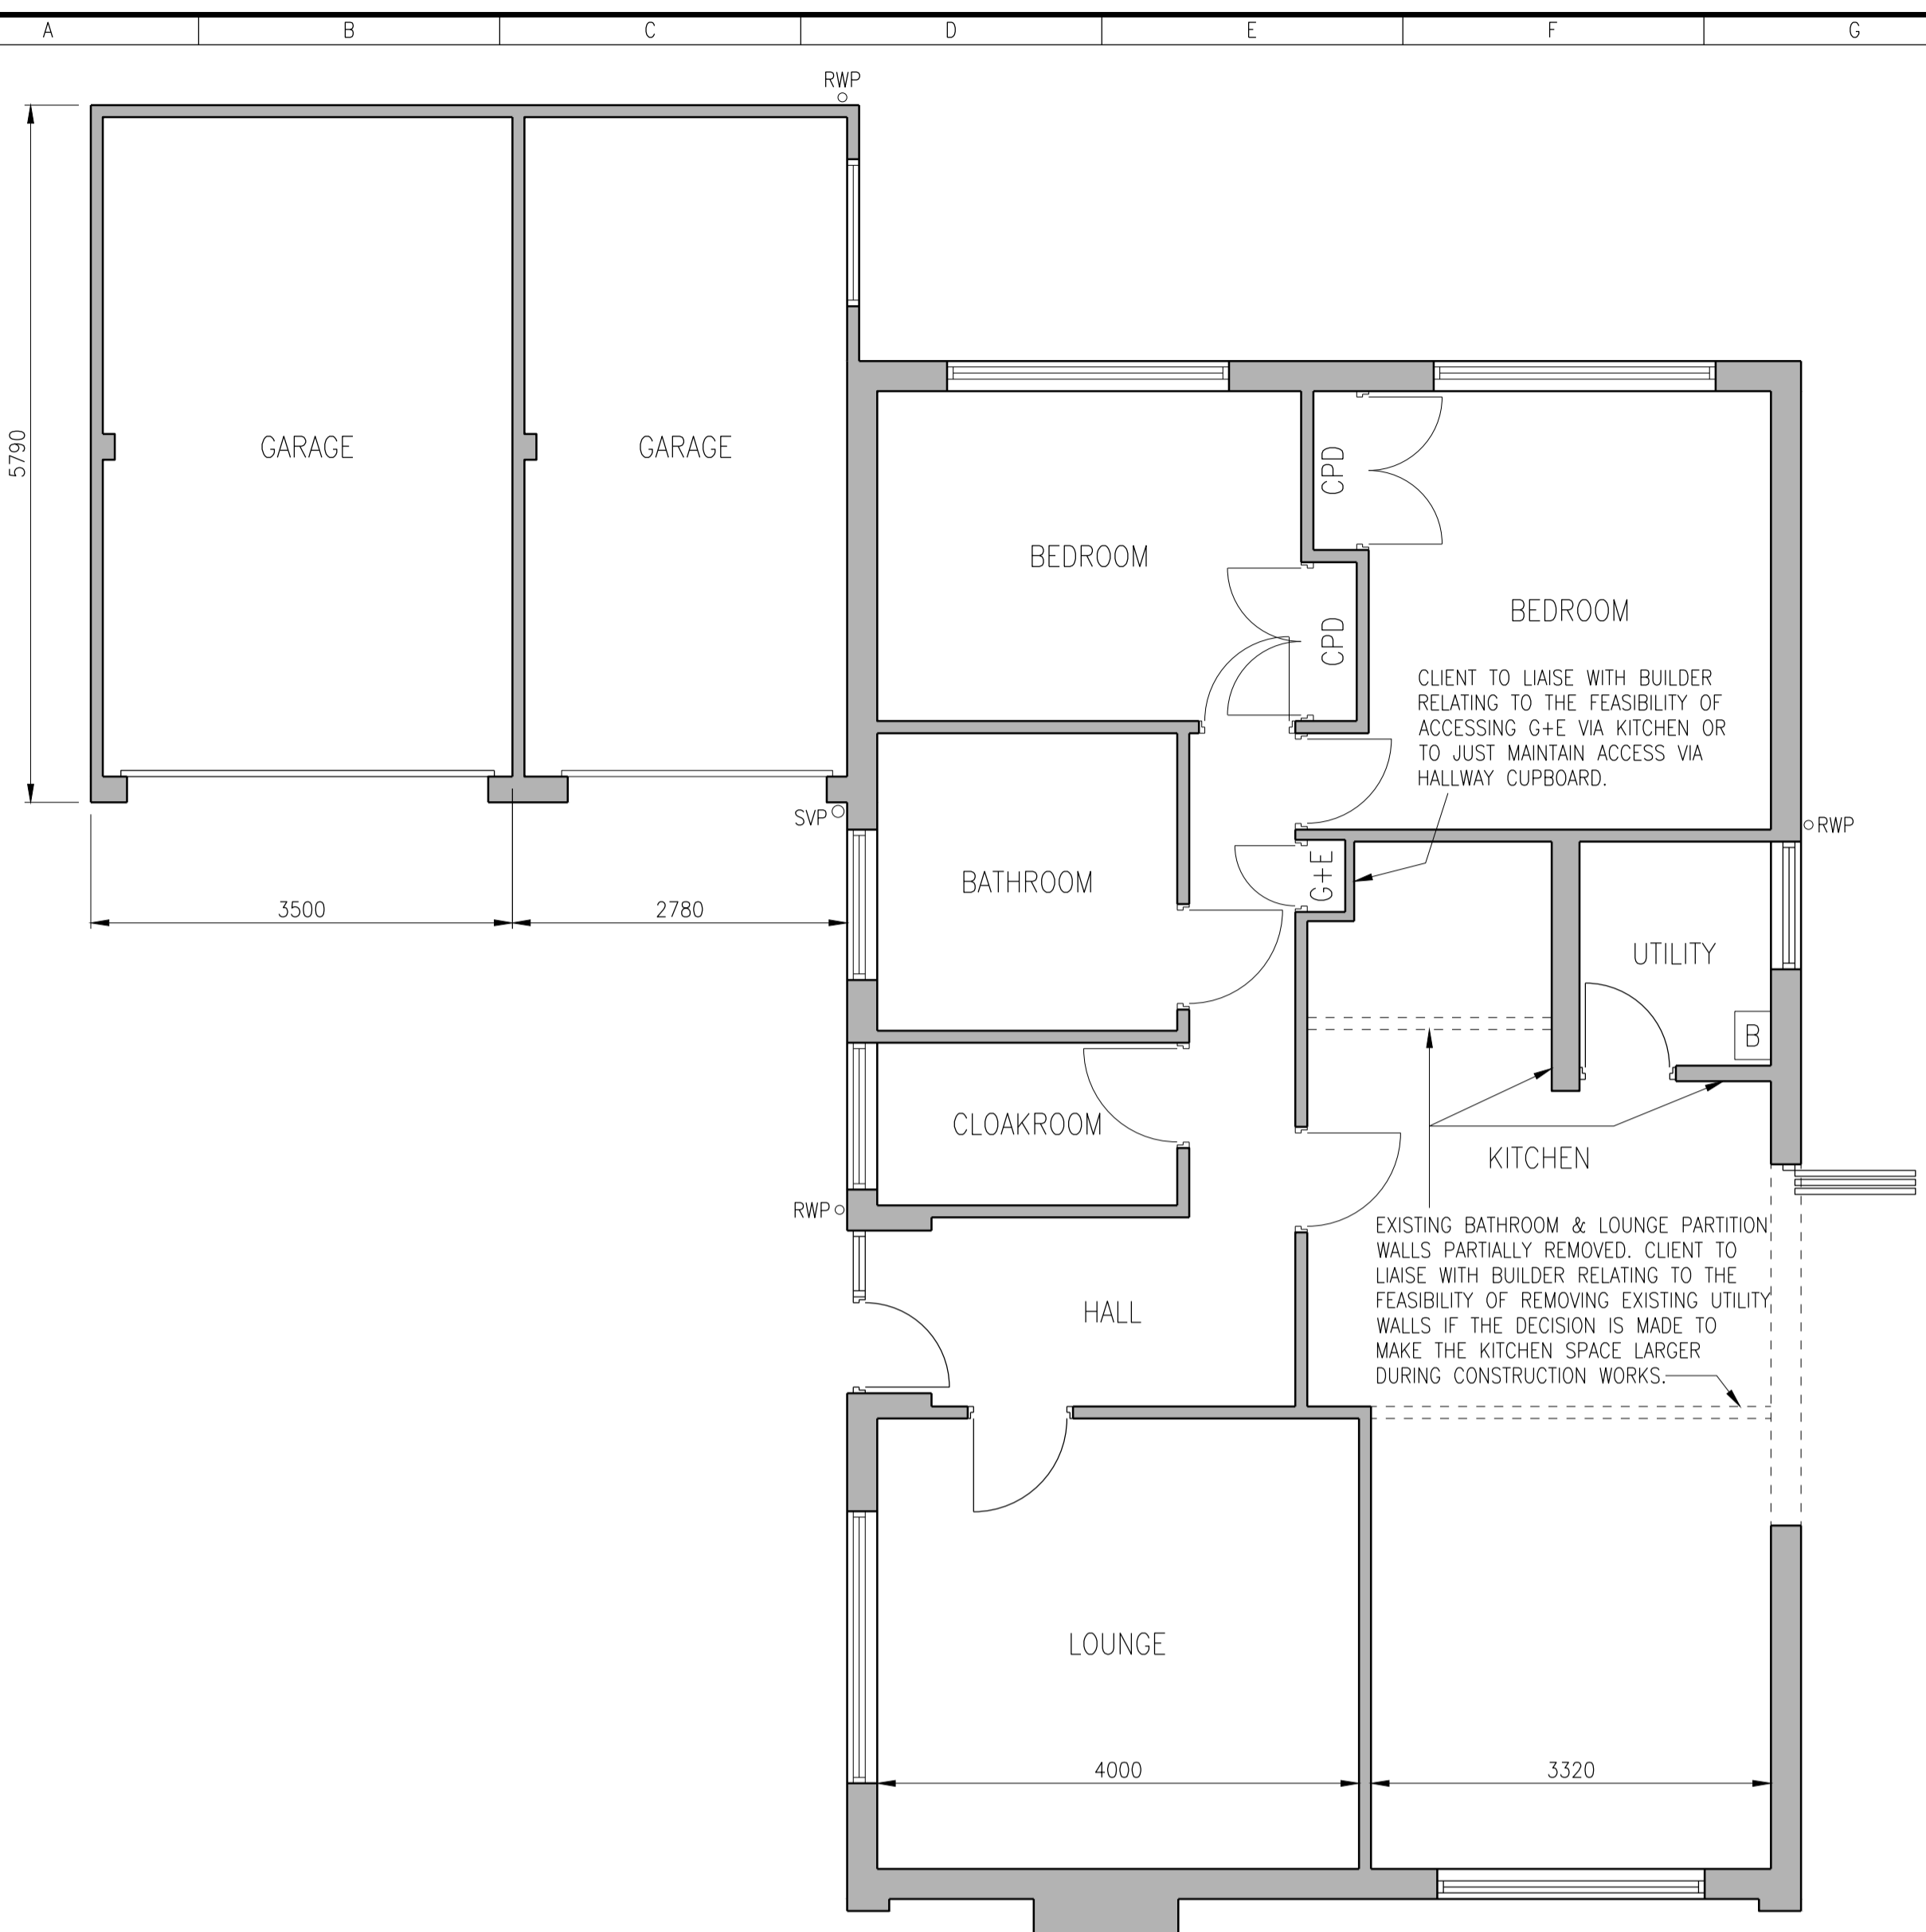 A B C D E F G
RWP
5790
GARAGE
GARAGE
CPD
BEDROOM
BEDROOM
CPD
CLIENT TO LIAISE WITH BUILDER
RELATING TO THE FEASIBILITY OF
ACCESSING G+E VIA KITCHEN OR
TO JUST MAINTAIN ACCESS VIA
HALLWAY CUPBOARD.
SVP
RWP
BATHROOM
G+E
3500
2780
UTILITY
B
CLOAKROOM
KITCHEN
RWP
EXISTING BATHROOM & LOUNGE PARTITION
WALLS PARTIALLY REMOVED. CLIENT TO
LIAISE WITH BUILDER RELATING TO THE
FEASIBILITY OF REMOVING EXISTING UTILITY
WALLS IF THE DECISION IS MADE TO
MAKE THE KITCHEN SPACE LARGER
DURING CONSTRUCTION WORKS.
HALL
LOUNGE
4000
3320